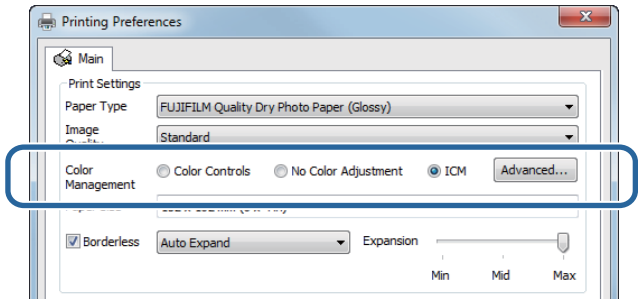 Printing Preferences
Main
Print Settings
Paper Type FUJIFILM Quality Dry Photo Paper (Glossy)
Image
Standard
Color Management Color Controls No Color Adjustment ICM Advanced...
Borderless Auto Expand Expansion
Min Mid Max